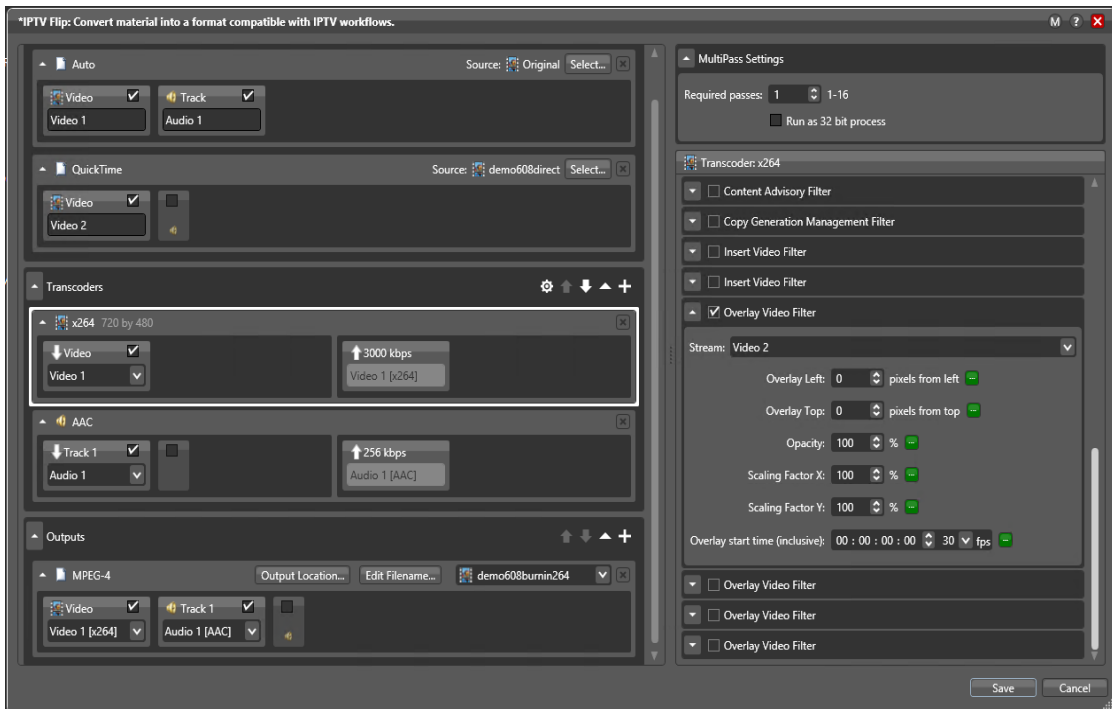 *IPTV Flip: Convert material into a format compatible with IPTV workflows.
M ? X
Auto
Source: Original Select...
Video
Track
Video 1
Audio 1
QuickTime
Source: demo608direct Select...
Video
Video 2
Transcoders
x264 720 by 480
Video
3000 kbps
Video 1
Video 1 [x264]
AAC
Track 1
256 kbps
Audio 1
Audio 1 [AAC]
Outputs
MPEG-4
Output Location...
Edit Filename...
demo608burnin264
Video
Track 1
Video 1 [x264]
Audio 1 [AAC]
MultiPass Settings
Required passes: 1 1-16
Run as 32 bit process
Transcoder: x264
Content Advisory Filter
Copy Generation Management Filter
Insert Video Filter
Insert Video Filter
Overlay Video Filter
Stream: Video 2
Overlay Left: 0 pixels from left
Overlay Top: 0 pixels from top
Opacity: 100 %
Scaling Factor X: 100 %
Scaling Factor Y: 100 %
Overlay start time (inclusive): 00 : 00 : 00 : 00 30 fps
Overlay Video Filter
Overlay Video Filter
Overlay Video Filter
Save
Cancel